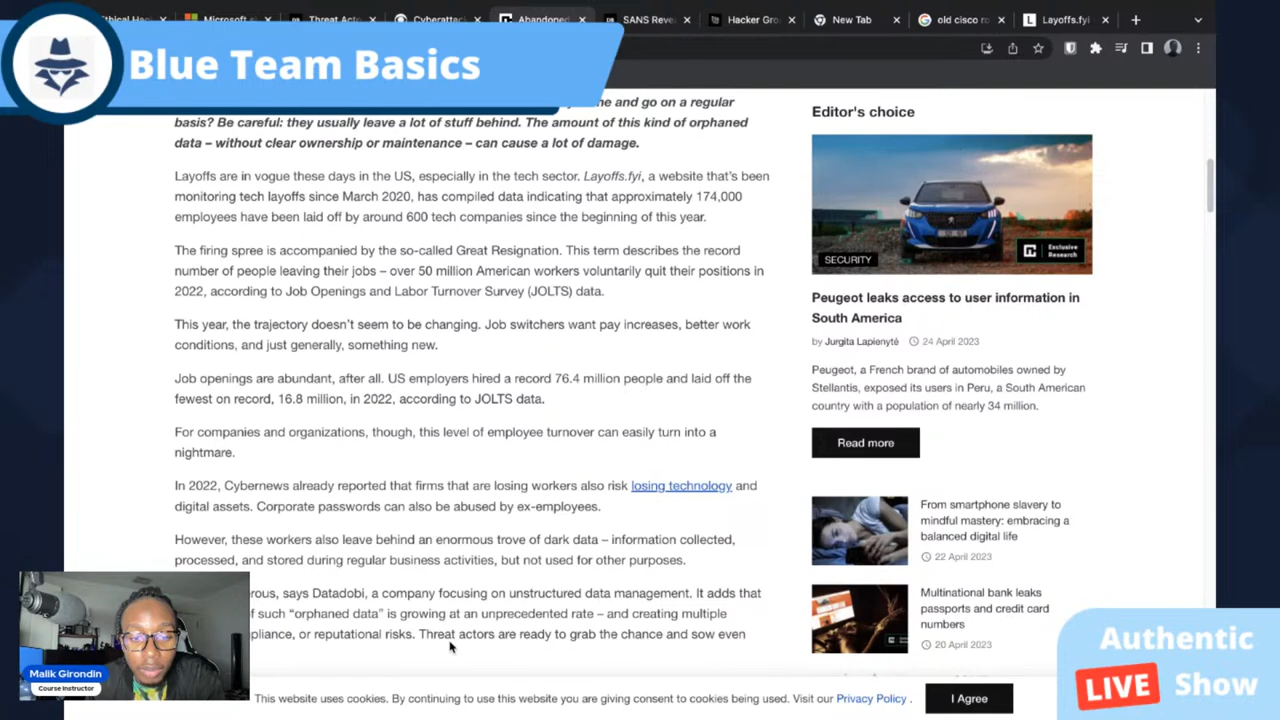 Ethical Hac
Microsoft
Threat Acto
Cyberattac
Abandoned
SANS Reve
Hacker Gro
New Tab
old cisco ro
Layoffs.fyi
Blue Team Basics
and go on a regular
basis? Be careful: they usually leave a lot of stuff behind. The amount of this kind of orphaned
data – without clear ownership or maintenance – can cause a lot of damage.
Layoffs are in vogue these days in the US, especially in the tech sector. Layoffs.fyi, a website that's been
monitoring tech layoffs since March 2020, has compiled data indicating that approximately 174,000
employees have been laid off by around 600 tech companies since the beginning of this year.
The firing spree is accompanied by the so-called Great Resignation. This term describes the record
number of people leaving their jobs – over 50 million American workers voluntarily quit their positions in
2022, according to Job Openings and Labor Turnover Survey (JOLTS) data.
This year, the trajectory doesn't seem to be changing. Job switchers want pay increases, better work
conditions, and just generally, something new.
Job openings are abundant, after all. US employers hired a record 76.4 million people and laid off the
fewest on record, 16.8 million, in 2022, according to JOLTS data.
For companies and organizations, though, this level of employee turnover can easily turn into a
nightmare.
In 2022, Cybernews already reported that firms that are losing workers also risk losing technology and
digital assets. Corporate passwords can also be abused by ex-employees.
However, these workers also leave behind an enormous trove of dark data – information collected,
processed, and stored during regular business activities, but not used for other purposes.
rous, says Datadobi, a company focusing on unstructured data management. It adds that
f such "orphaned data" is growing at an unprecedented rate – and creating multiple
pliance, or reputational risks. Threat actors are ready to grab the chance and sow even
Editor's choice
SECURITY
Exclusive
Research
Peugeot leaks access to user information in
South America
by Jurgita Lapienytė 24 April 2023
Peugeot, a French brand of automobiles owned by
Stellantis, exposed its users in Peru, a South American
country with a population of nearly 34 million.
Read more
From smartphone slavery to
mindful mastery: embracing a
balanced digital life
22 April 2023
Multinational bank leaks
passports and credit card
numbers
20 April 2023
This website uses cookies. By continuing to use this website you are giving consent to cookies being used. Visit our Privacy Policy .
I Agree
Malik Girondin
Course Instructor
Authentic
LIVE Show